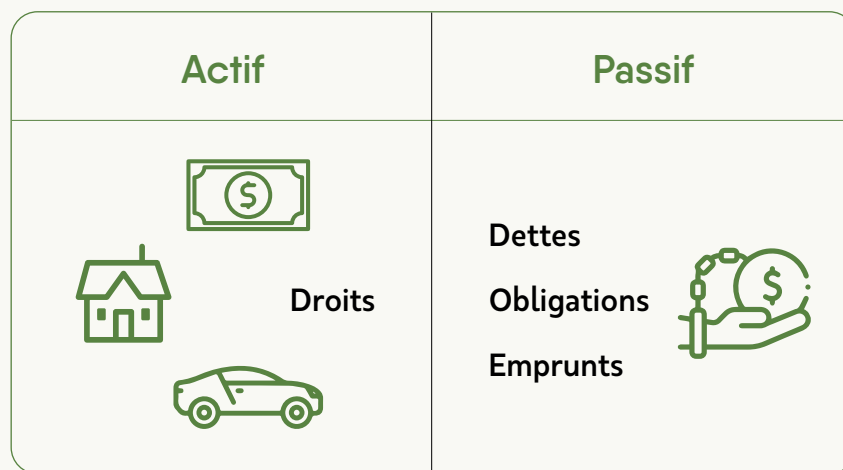 Actif
Passif
$
Droits
Dettes
Obligations
Emprunts
$